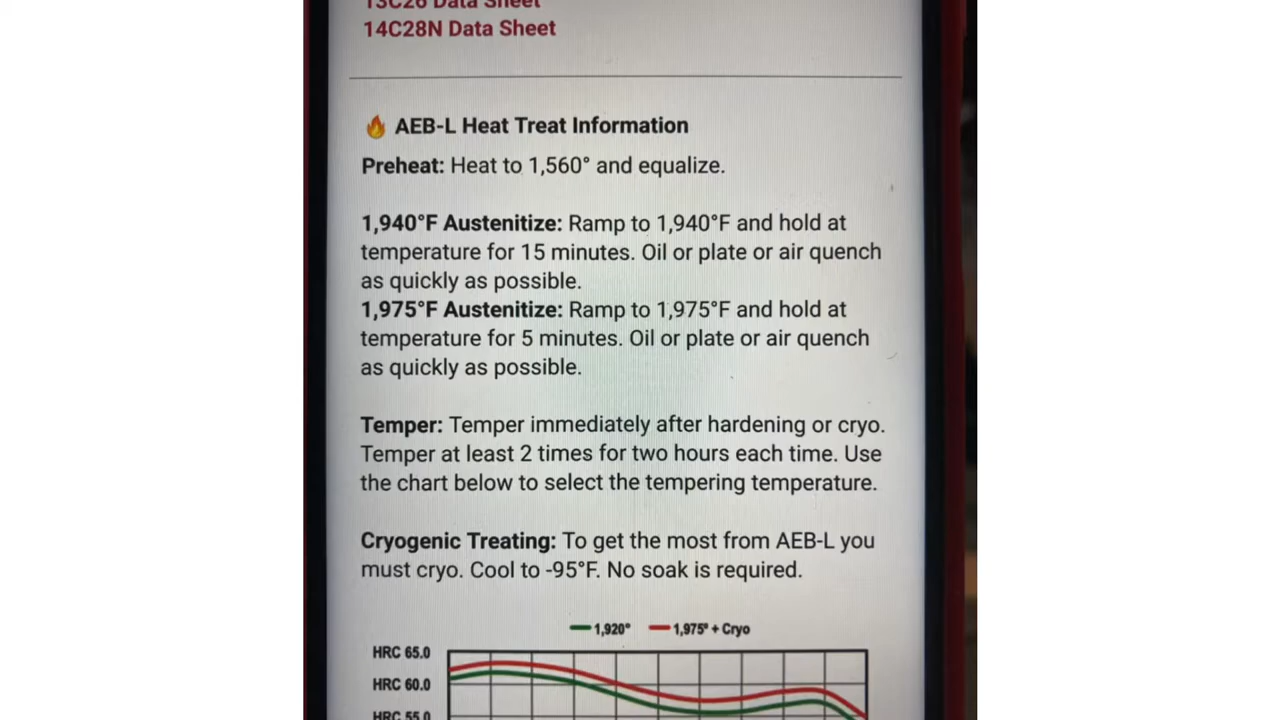 13C26 Data Sheet
14C28N Data Sheet
🔥 AEB-L Heat Treat Information
Preheat: Heat to 1,560° and equalize.
1,940°F Austenitize: Ramp to 1,940°F and hold at
temperature for 15 minutes. Oil or plate or air quench
as quickly as possible.
1,975°F Austenitize: Ramp to 1,975°F and hold at
temperature for 5 minutes. Oil or plate or air quench
as quickly as possible.
Temper: Temper immediately after hardening or cryo.
Temper at least 2 times for two hours each time. Use
the chart below to select the tempering temperature.
Cryogenic Treating: To get the most from AEB-L you
must cryo. Cool to -95°F. No soak is required.
1,920° 1,975° + Cryo
HRC 65.0
HRC 60.0
HRC 55.0